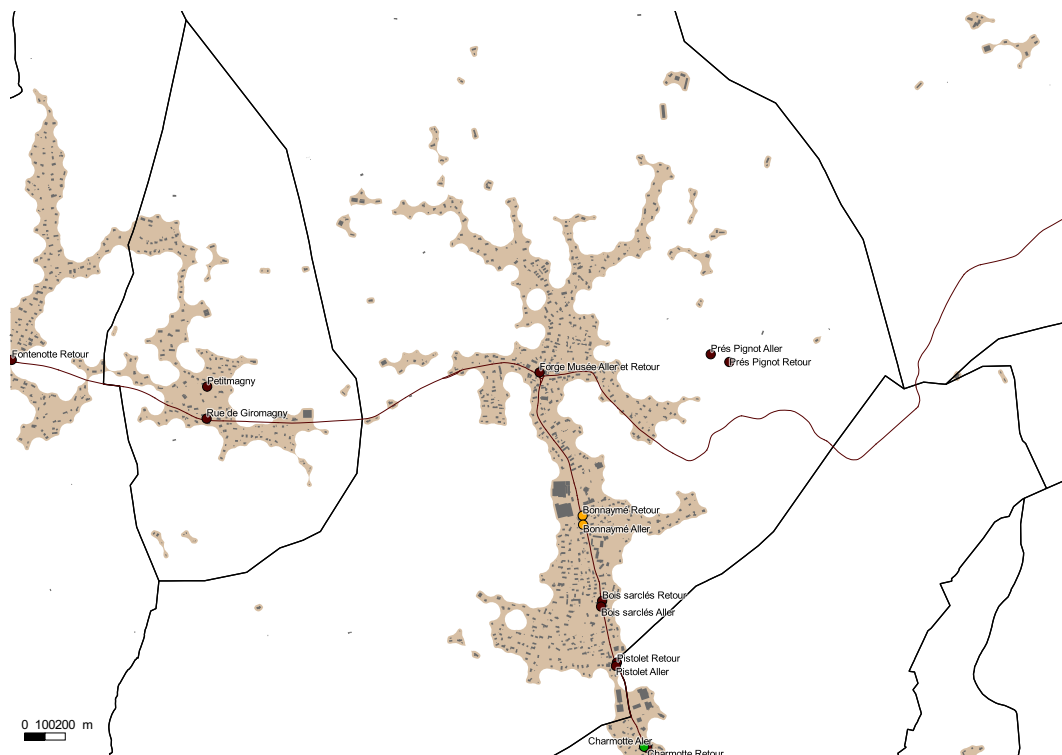 Fontenotte Retour
Prés Pignot Aller
Prés Pignot Retour
Forge Musée Aller et Retour
Petitmagny
Rue de Giromagny
Bonnaymé Retour
Bonnaymé Aller
Bois sarclés Retour
Bois sarclés Aller
Pistolet Retour
Pistolet Aller
0 100200 m
Charmotte Aler
Charmotte Retour